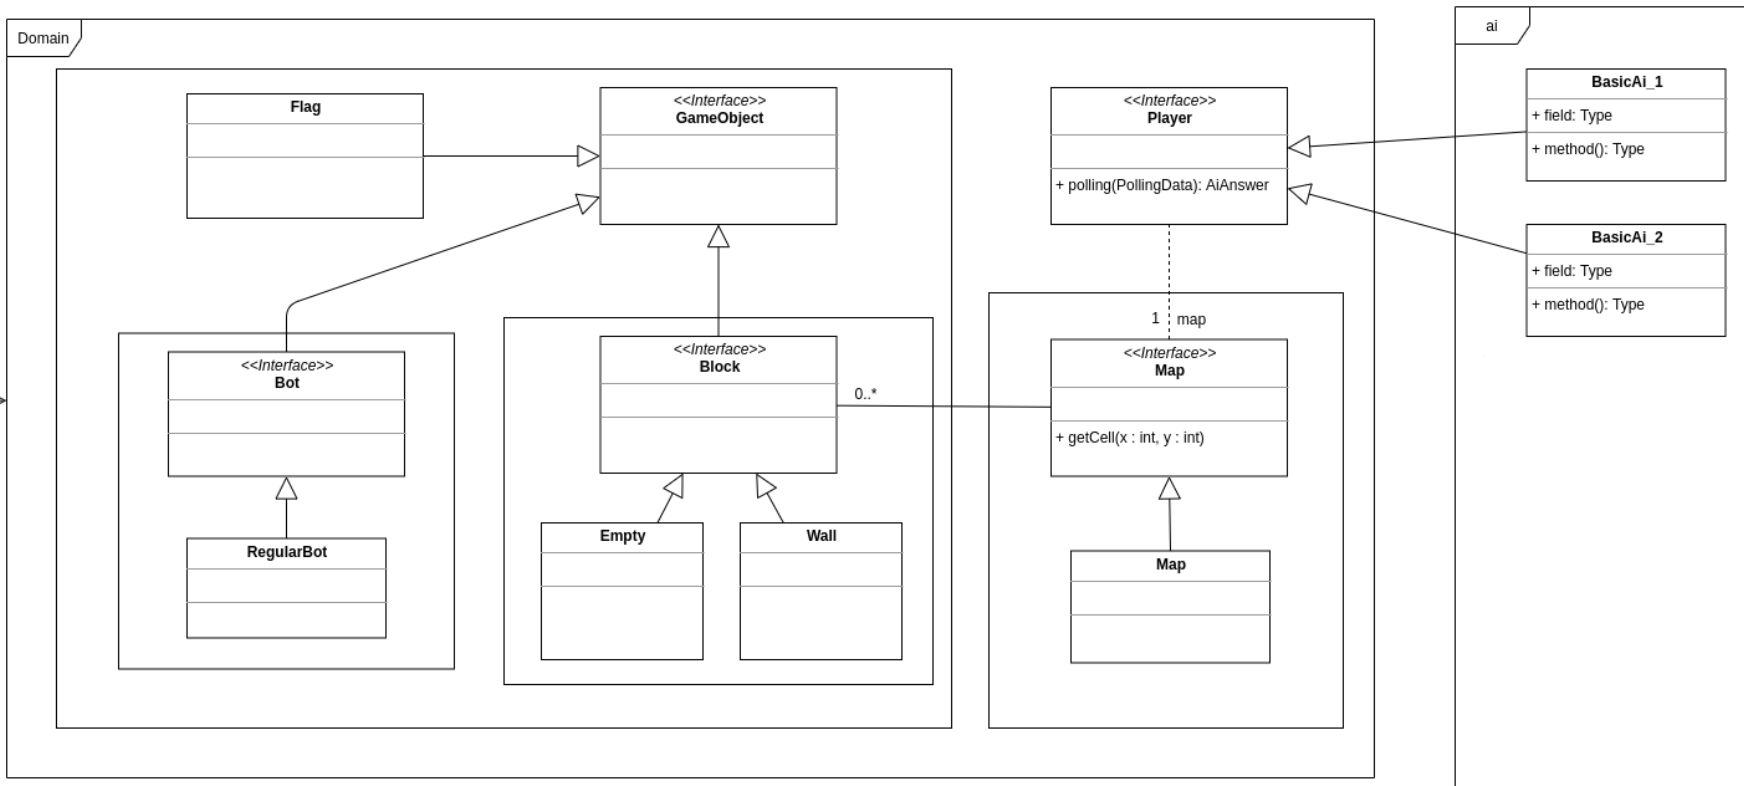 Domain
Flag
<<Interface>>
GameObject
<<Interface>>
Player
+ polling(PollingData): AiAnswer
<<Interface>>
Bot
RegularBot
<<Interface>>
Block
0..*
Empty
Wall
1
map
<<Interface>>
Map
+ getCell(x : int, y : int)
Map
ai
BasicAi_1
+ field: Type
+ method(): Type
BasicAi_2
+ field: Type
+ method(): Type